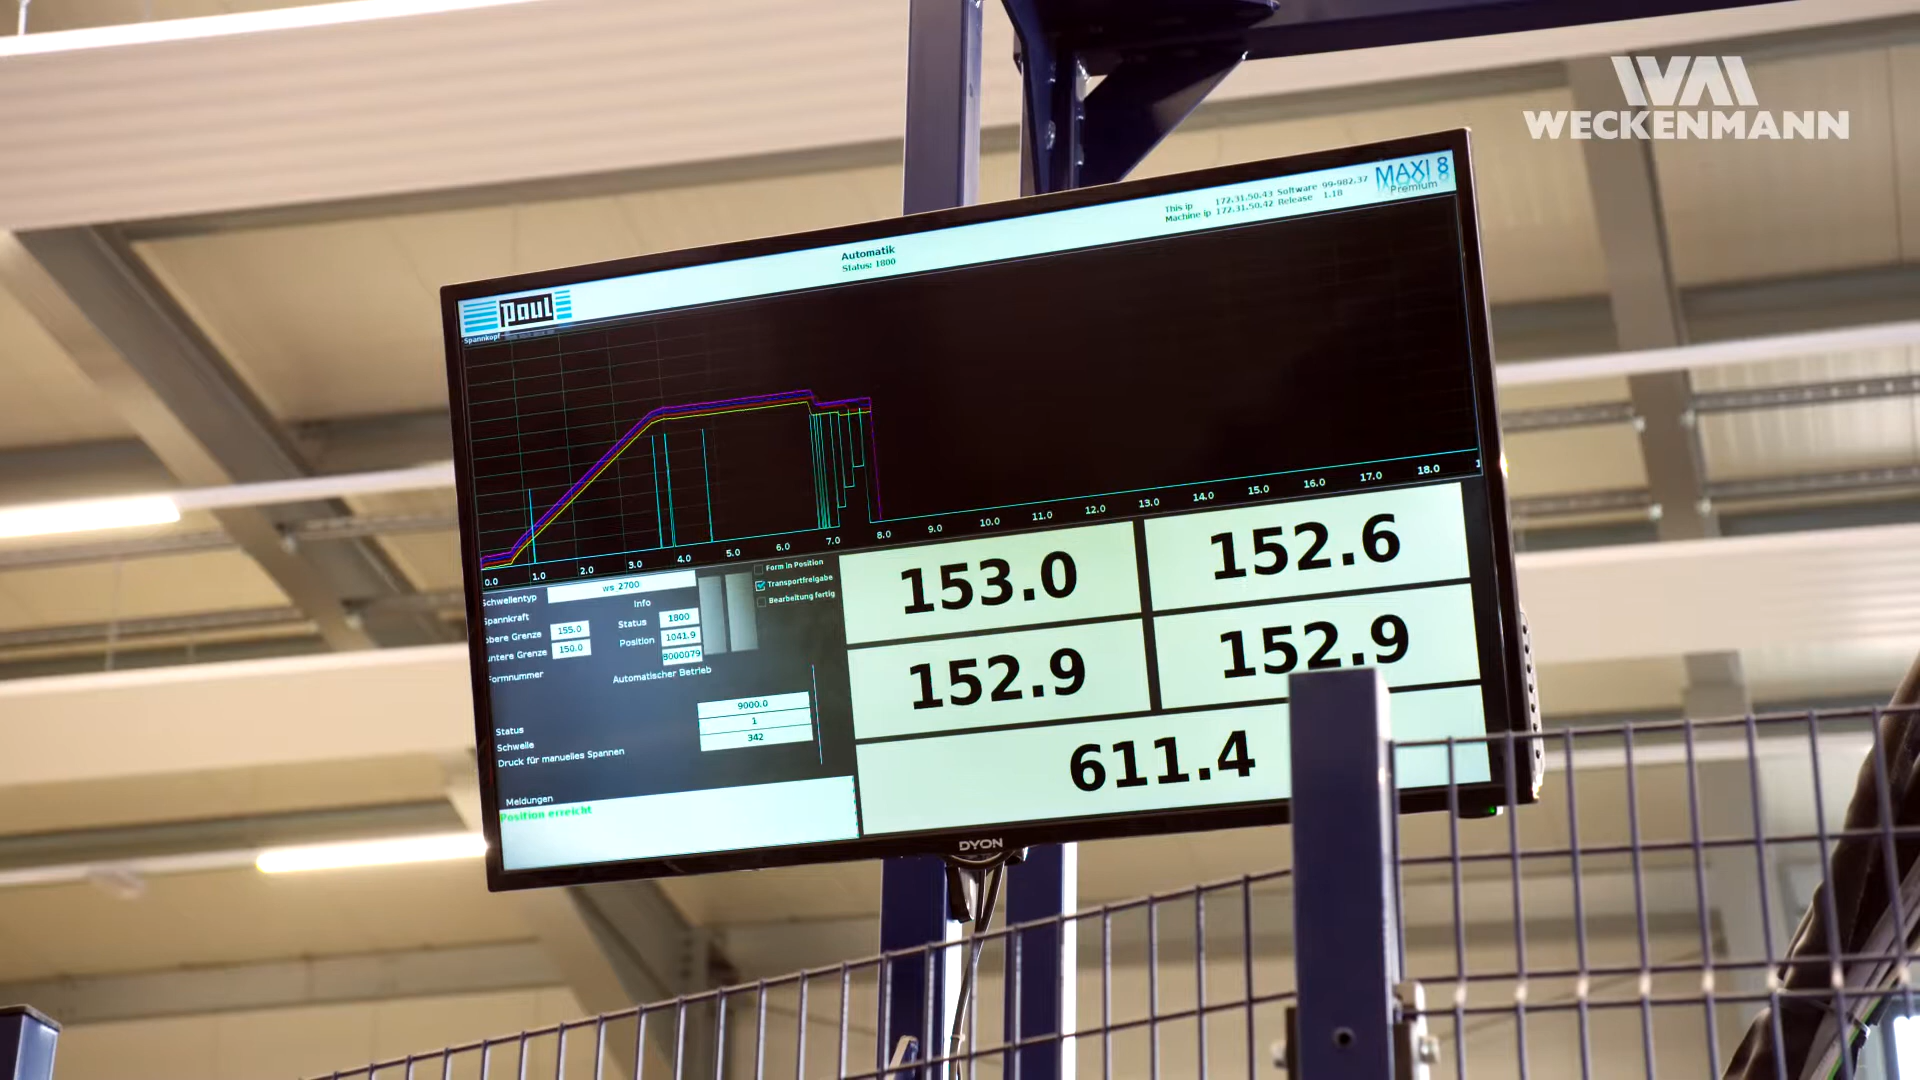 WECKENMANN
MAXI 8
Premium
This ip 172.31.50.43 Software 99-982.37
Machine ip 172.31.50.42 Release 1.18
Automatik
Status: 1800
Paul
Spannkopf
0.0 1.0 2.0 3.0 4.0 5.0 6.0 7.0 8.0 9.0 10.0 11.0 12.0 13.0 14.0 15.0 16.0 17.0 18.0
Schwellentyp ws_2700
Spannkraft
obere Grenze 155.0
untere Grenze 150.0
Formnummer
Info
Status 1800
Position 1041.9
8000079
Form in Position
Transportfreigabe
Bearbeitung fertig
Automatischer Betrieb
Status 9000.0
Schwelle 1
Druck für manuelles Spannen 342
Meldungen
Position erreicht
153.0 152.6
152.9 152.9
611.4
DYON